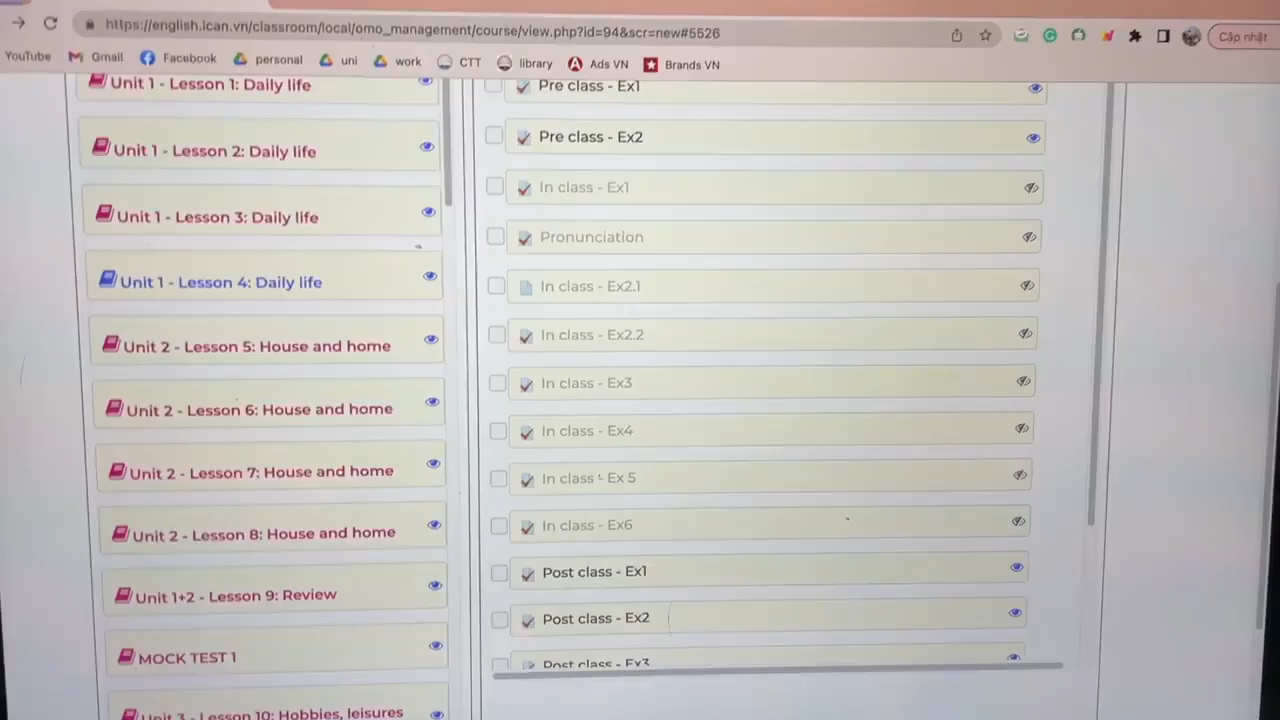 https://english.ican.vn/classroom/local/omo_management/course/view.php?id=94&scr=new#5526
Cập nhật
YouTube
Gmail
Facebook
personal
uni
work
CTT
library
Ads VN
Brands VN
Unit 1 - Lesson 1: Daily life
Unit 1 - Lesson 2: Daily life
Unit 1 - Lesson 3: Daily life
Unit 1 - Lesson 4: Daily life
Unit 2 - Lesson 5: House and home
Unit 2 - Lesson 6: House and home
Unit 2 - Lesson 7: House and home
Unit 2 - Lesson 8: House and home
Unit 1+2 - Lesson 9: Review
MOCK TEST 1
Unit 3 - Lesson 10: Hobbies, leisures
Pre class - Ex1
Pre class - Ex2
In class - Ex1
Pronunciation
In class - Ex2.1
In class - Ex2.2
In class - Ex3
In class - Ex4
In class - Ex 5
In class - Ex6
Post class - Ex1
Post class - Ex2
Post class - Ex3